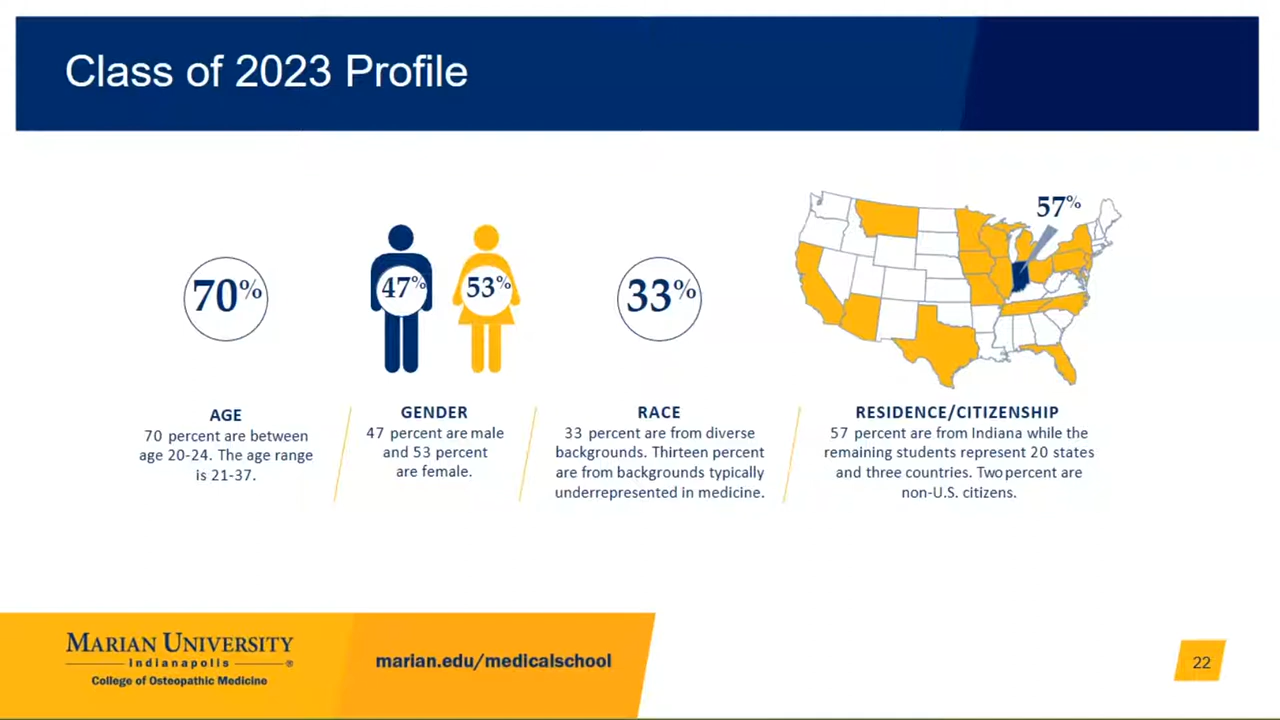 Class of 2023 Profile
70%
47%
53%
33%
57%
AGE
70 percent are between
age 20-24. The age range
is 21-37.
GENDER
47 percent are male
and 53 percent
are female.
RACE
33 percent are from diverse
backgrounds. Thirteen percent
are from backgrounds typically
underrepresented in medicine.
RESIDENCE/CITIZENSHIP
57 percent are from Indiana while the
remaining students represent 20 states
and three countries. Two percent are
non-U.S. citizens.
MARIAN UNIVERSITY
Indianapolis ®
College of Osteopathic Medicine
marian.edu/medicalschool
22